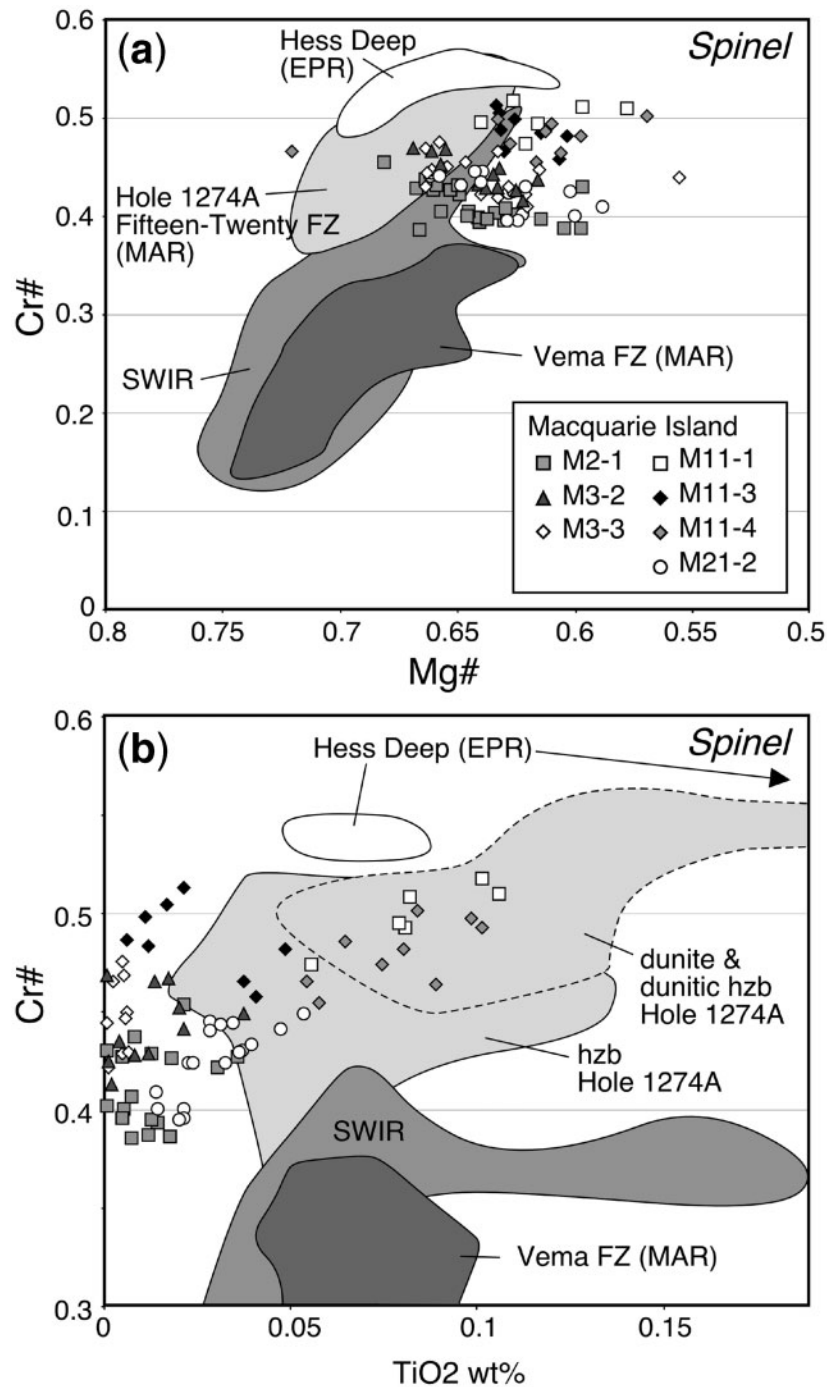 (a)
Spinel
Hess Deep
(EPR)
Hole 1274A
Fifteen-Twenty FZ
(MAR)
SWIR
Vema FZ (MAR)
Macquarie Island
M2-1
M3-2
M3-3
M11-1
M11-3
M11-4
M21-2
Cr#
0.6
0.5
0.4
0.3
0.2
0.1
0
0.8
0.75
0.7
0.65
0.6
0.55
0.5
Mg#
(b)
Spinel
Hess Deep (EPR)
dunite &
dunitic hzb
Hole 1274A
hzb
Hole 1274A
SWIR
Vema FZ (MAR)
Cr#
0.6
0.5
0.4
0.3
0
0.05
0.1
0.15
TiO2 wt%